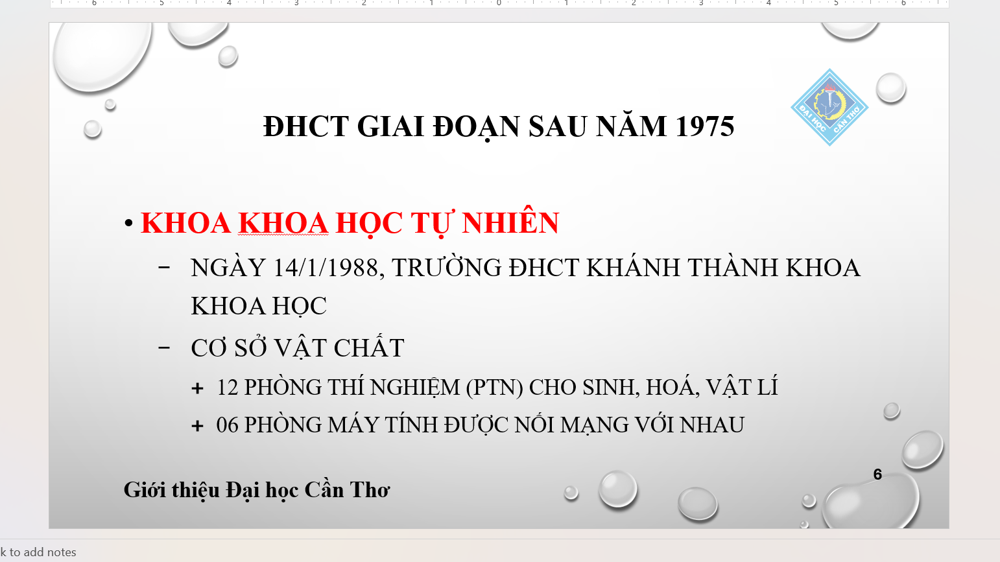 6 5 4 3 2 1 0 1 2 3 4 5 6
ĐẠI HỌC CẦN THƠ
ĐHCT GIAI ĐOẠN SAU NĂM 1975
• KHOA KHOA HỌC TỰ NHIÊN
− NGÀY 14/1/1988, TRƯỜNG ĐHCT KHÁNH THÀNH KHOA
KHOA HỌC
− CƠ SỞ VẬT CHẤT
+ 12 PHÒNG THÍ NGHIỆM (PTN) CHO SINH, HOÁ, VẬT LÍ
+ 06 PHÒNG MÁY TÍNH ĐƯỢC NỐI MẠNG VỚI NHAU
6
Giới thiệu Đại học Cần Thơ
k to add notes